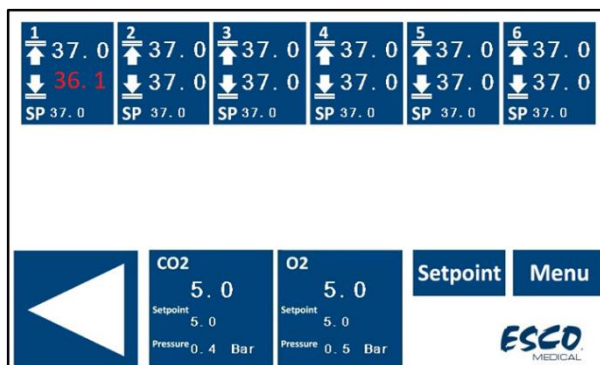 1 2 3 4 5 6
37.0 37.0 37.0 37.0 37.0 37.0
36.1 37.0 37.0 37.0 37.0 37.0
SP 37.0 SP 37.0 SP 37.0 SP 37.0 SP 37.0 SP 37.0
CO2
5.0
Setpoint
5.0
Pressure 0.4 Bar
O2
5.0
Setpoint
5.0
Pressure 0.5 Bar
Setpoint
Menu
ESCO
MEDICAL